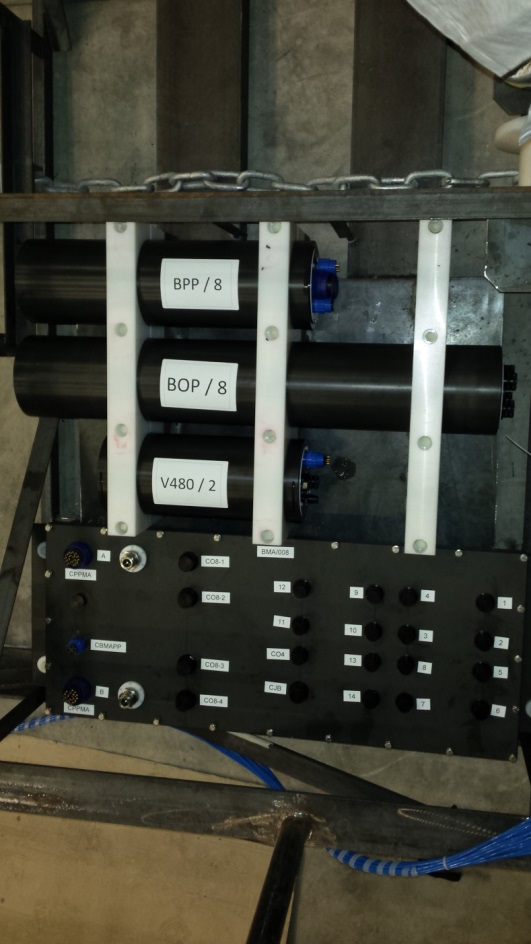 BPP / 8
BOP / 8
V480 / 2
BMA/008
A
CPPMA
CO8-1
CO8-2
12
9
4
1
11
10
3
2
CBMAPP
CO8-3
CO4
13
8
5
B
CPPMA
CO8-4
CJB
14
7
6